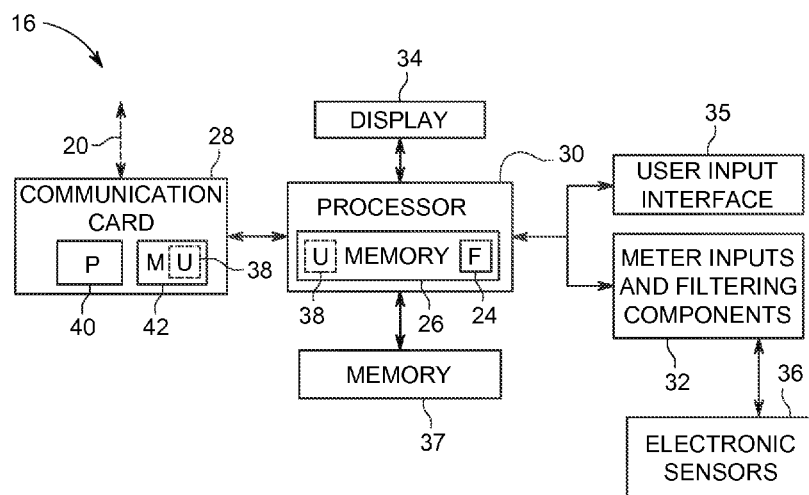 16
34
DISPLAY
20
28
30
35
COMMUNICATION
CARD
PROCESSOR
USER INPUT
INTERFACE
P
M U
U MEMORY F
38
40
42
38
26
24
METER INPUTS
AND FILTERING
COMPONENTS
MEMORY
32
36
37
ELECTRONIC
SENSORS